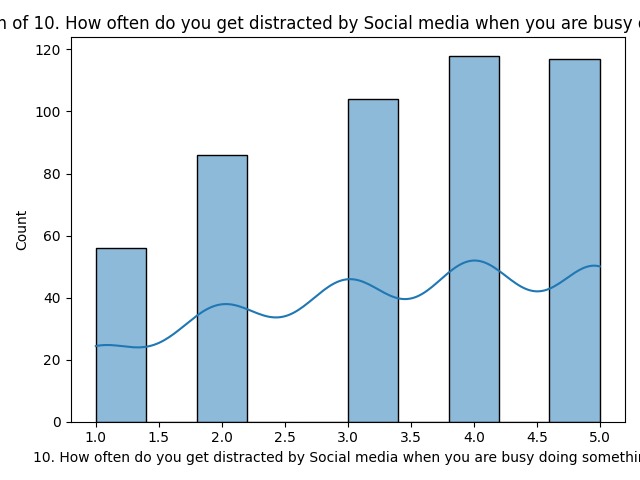 of 10. How often do you get distracted by Social media when you are busy
120
100
80
60
40
20
0
Count
1.0 1.5 2.0 2.5 3.0 3.5 4.0 4.5 5.0
10. How often do you get distracted by Social media when you are busy doing